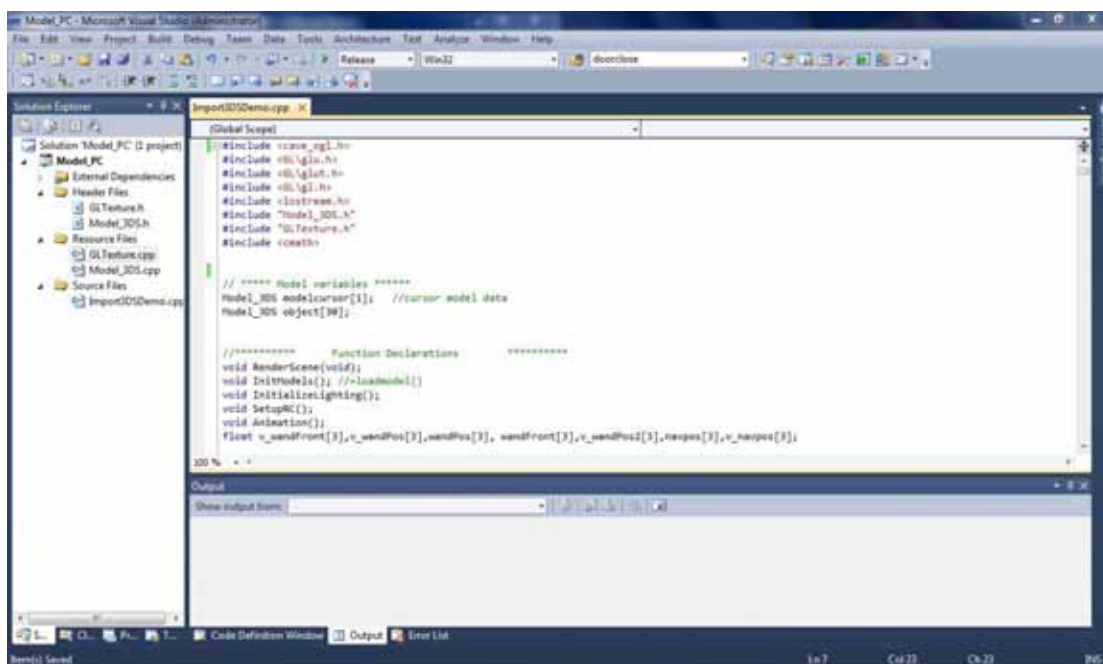 Model_PC - Microsoft Visual Studio (Administrator)
File Edit View Project Build Debug Team Data Tools Architecture Test Analyze Window Help
Release Win32 doorclose
Solution Explorer
Import3DSDemo.cpp
(Global Scope)
Solution 'Model_PC' (1 project)
Model_PC
External Dependencies
Header Files
GLTexture.h
Model_3DS.h
Resource Files
GLTexture.cpp
Model_3DS.cpp
Source Files
Import3DSDemo.cpp
#include <cave_ogl.h>
#include <GL\glu.h>
#include <GL\glut.h>
#include <GL\gl.h>
#include <iostream.h>
#include "Model_3DS.h"
#include "GLTexture.h"
#include <cmath>
// ***** Model variables ******
Model_3DS modelcursor[1]; //cursor model data
Model_3DS object[30];
//********** Function Declarations **********
void RenderScene(void);
void InitModels(); //=loadmodel()
void InitializeLighting();
void SetupRC();
void Animation();
float v_wandfront[3],v_wandPos[3],wandPos[3], wandfront[3],v_wandPos2[3],navpos[3],v_navpos[3];
100 %
Output
Show output from:
S... Cl... Pr... T...
Code Definition Window Output Error List
Item(s) Saved Ln 7 Col 23 Ch 23 INS